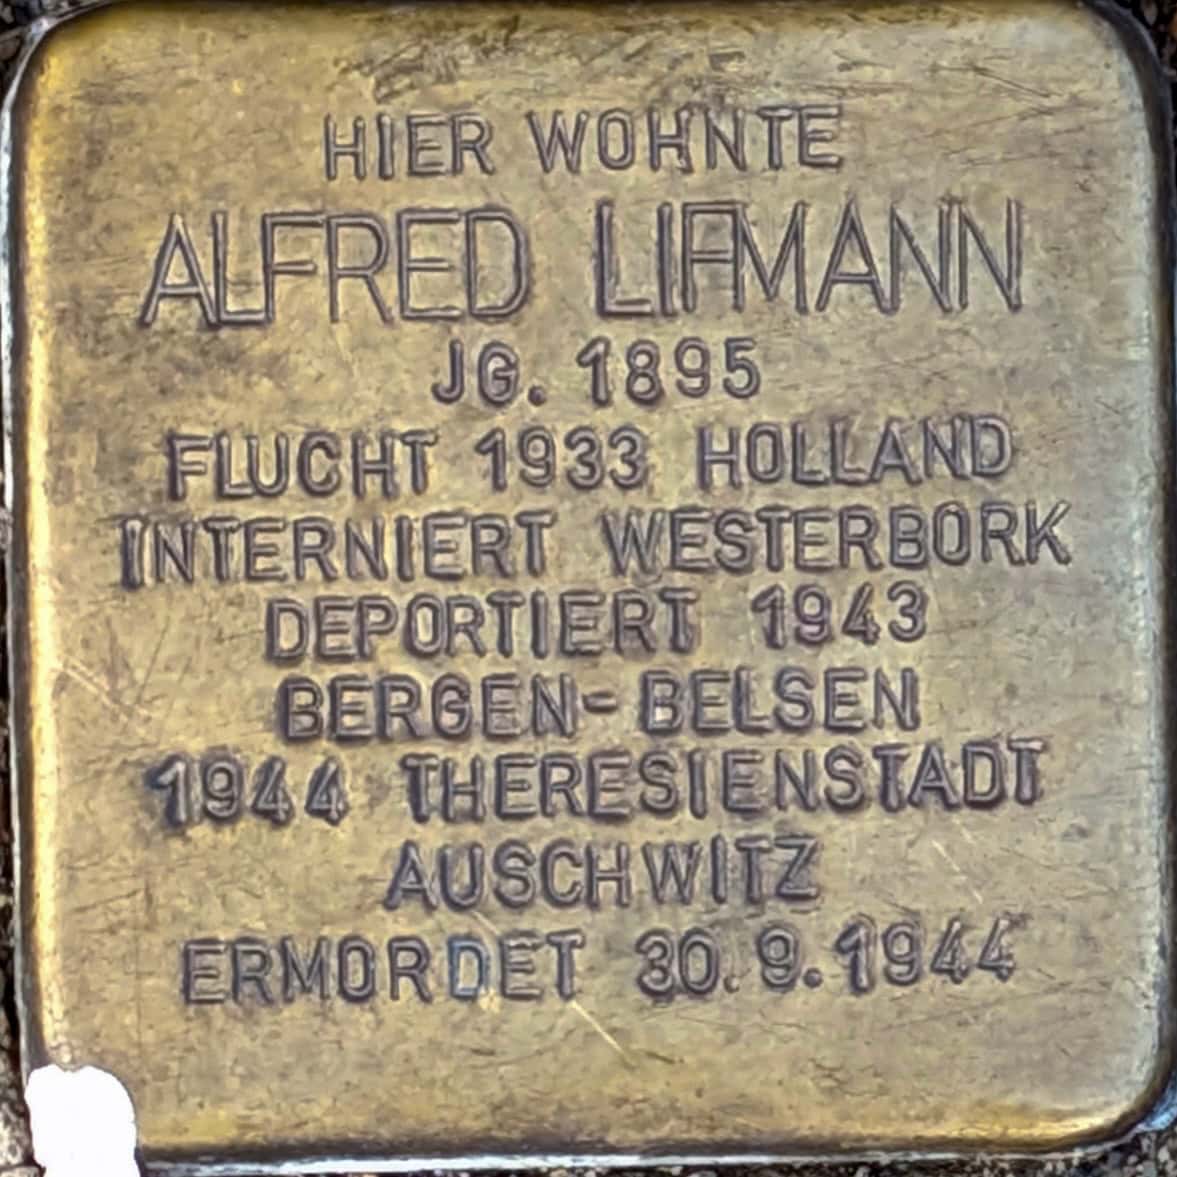 HIER WOHNTE
ALFRED LIFMANN
JG. 1895
FLUCHT 1933 HOLLAND
INTERNIERT WESTERBORK
DEPORTIERT 1943
BERGEN-BELSEN
1944 THERESIENSTADT
AUSCHWITZ
ERMORDET 30.9.1944